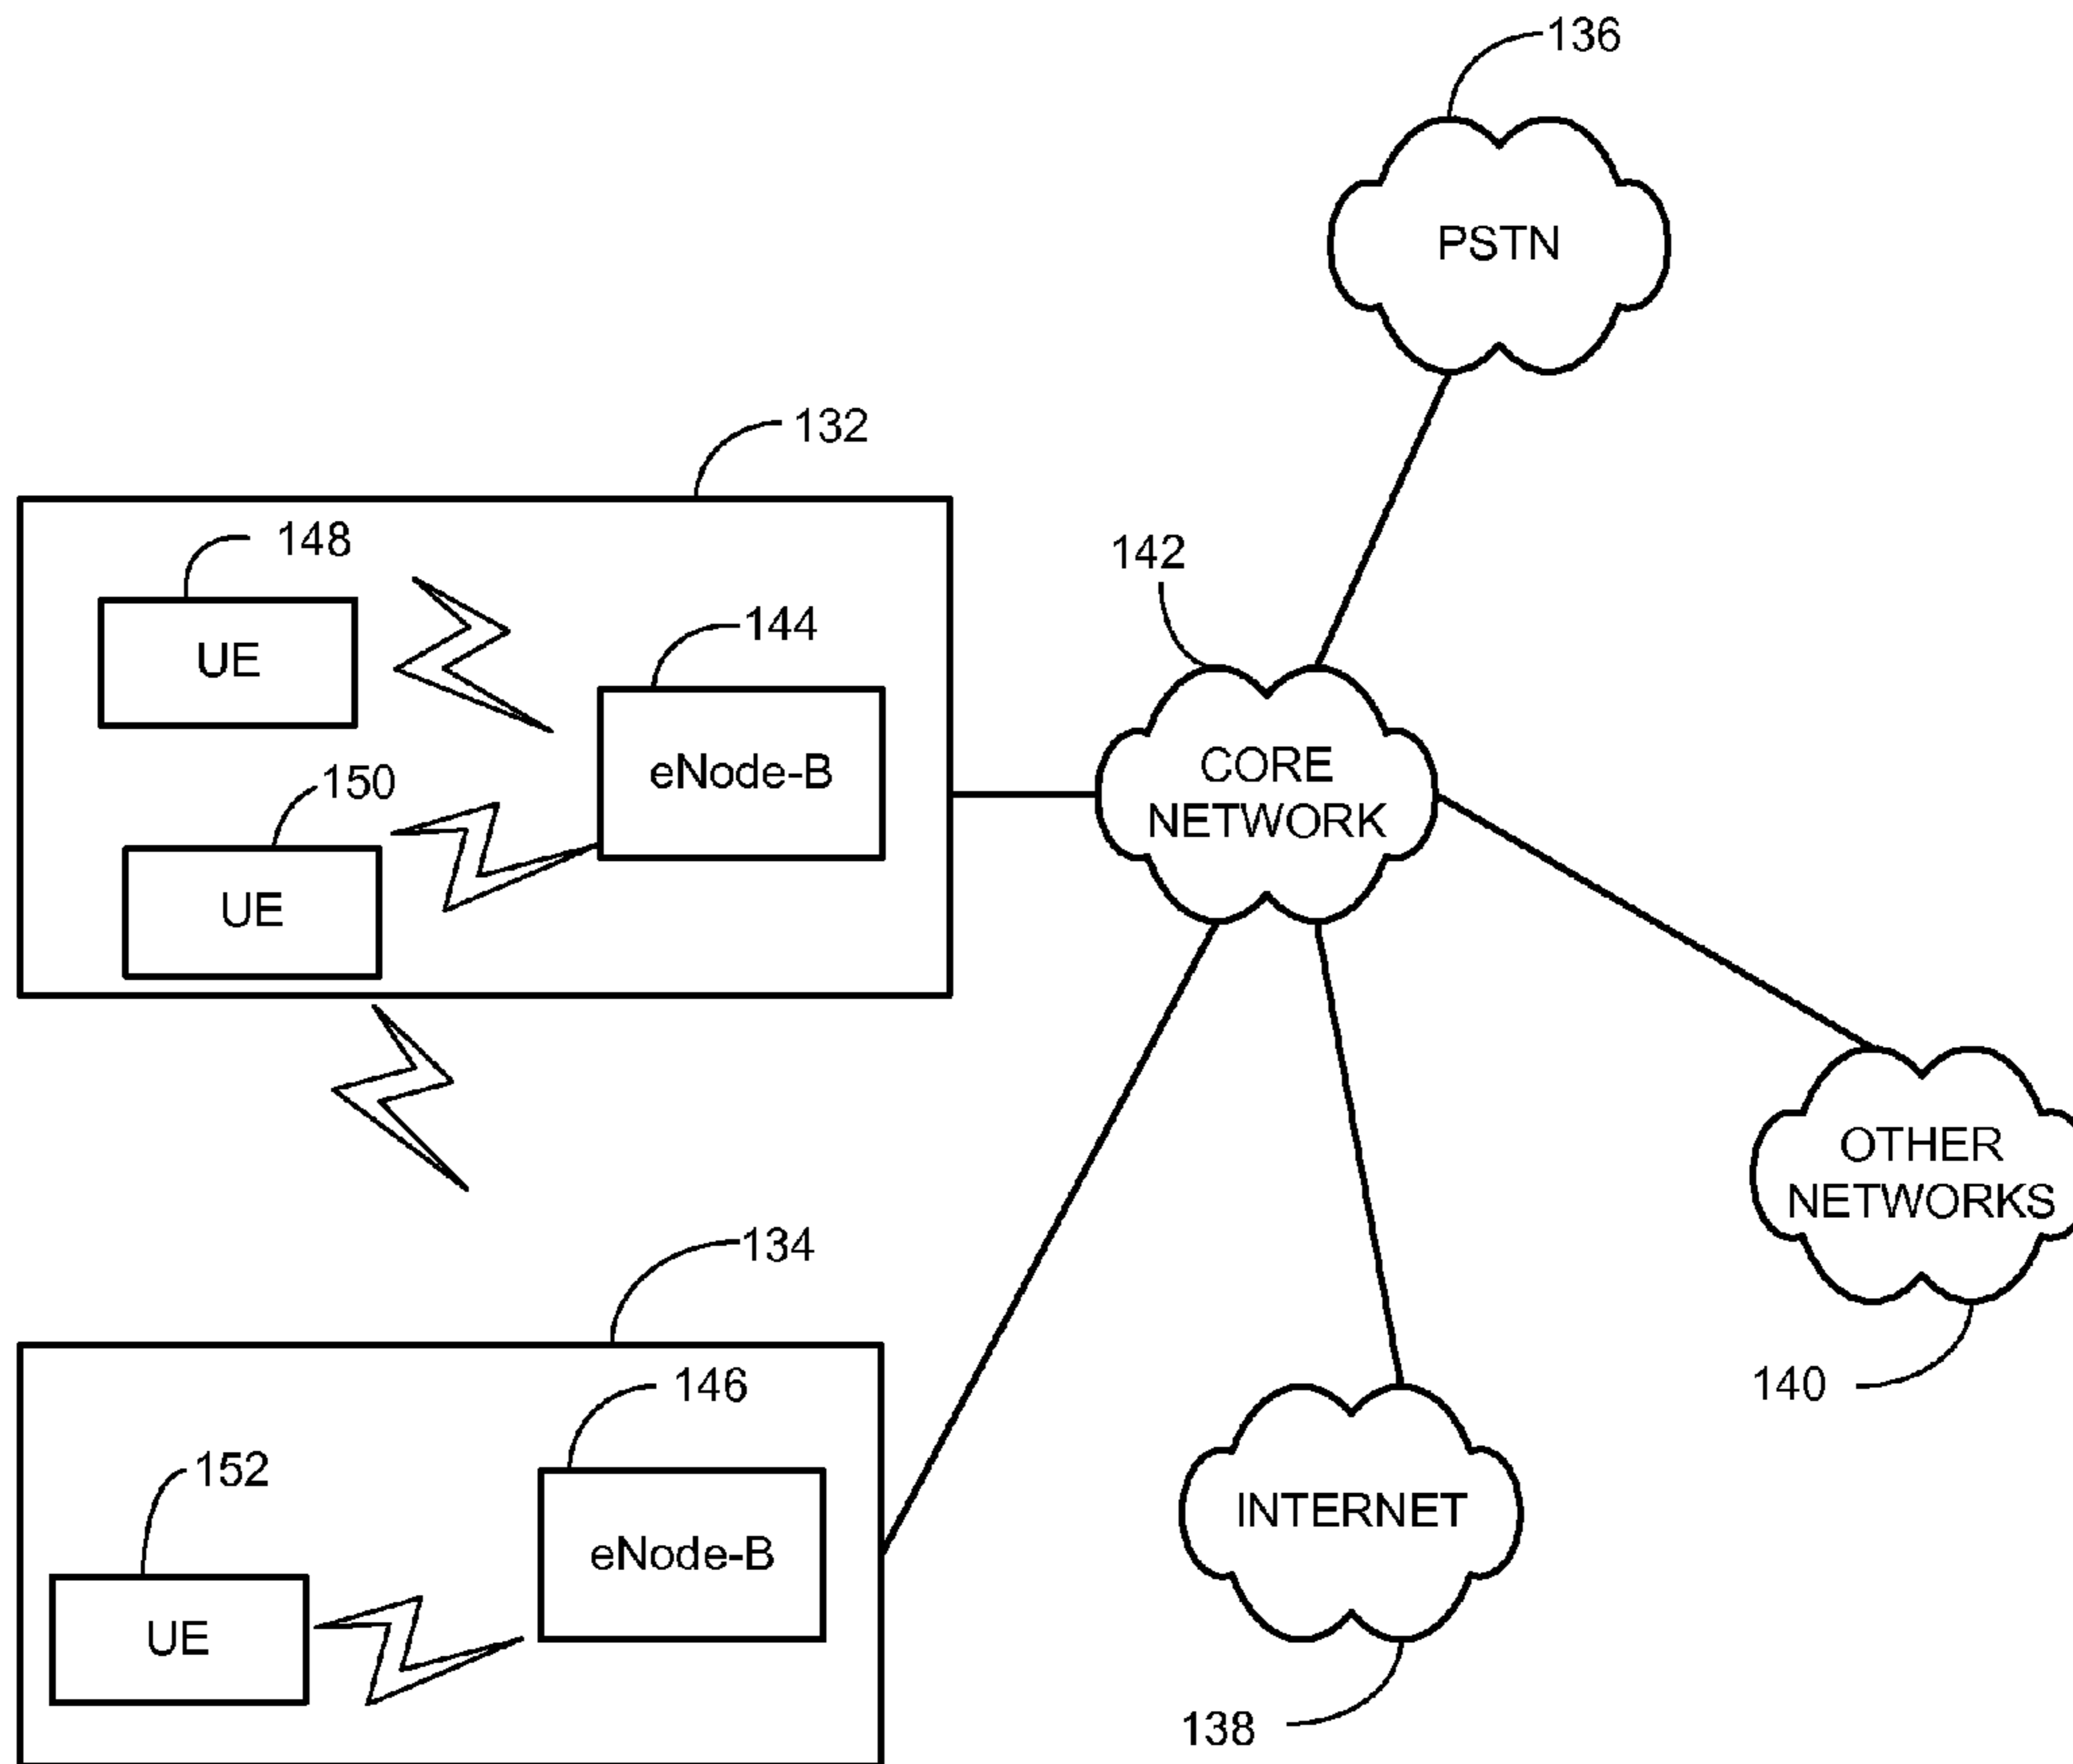 136
PSTN
132
148
UE
144
eNode-B
150
UE
142
CORE
NETWORK
OTHER
NETWORKS
140
134
146
eNode-B
152
UE
INTERNET
138